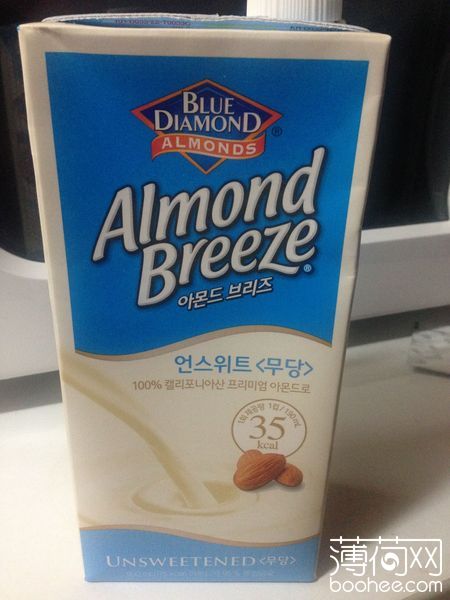 BLUE
DIAMOND
ALMONDS
®
Almond
Breeze®
아몬드 브리즈
언스위트 <무당>
100% 캘리포니아산 프리미엄 아몬드로
1회 제공량 1컵/190mL
35
kcal
UNSWEETENED <무당>
薄荷网
boohee.com